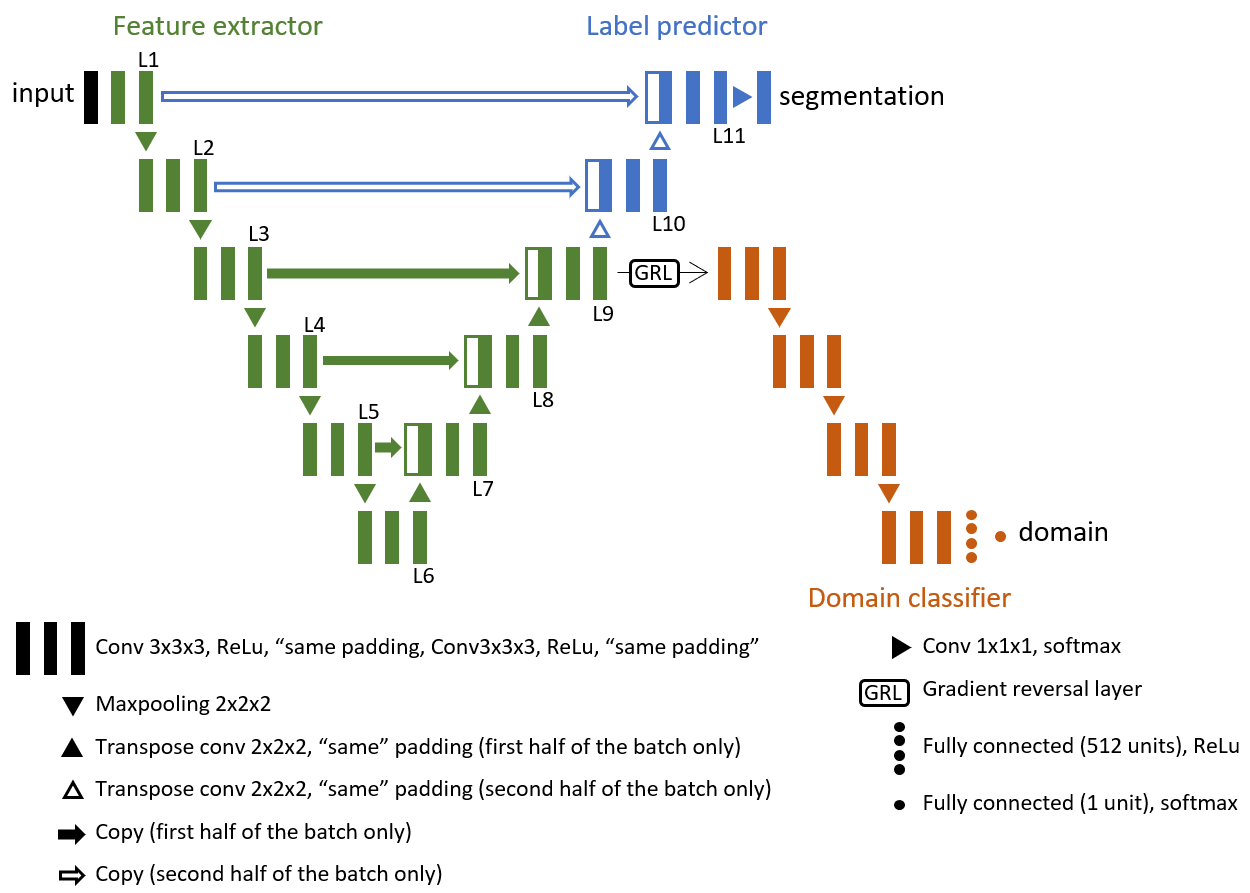 Feature extractor
Label predictor
L1
input
segmentation
L11
L2
L10
L3
GRL
L9
L4
L8
L5
L7
domain
L6
Domain classifier
Conv 3x3x3, ReLu, “same padding, Conv3x3x3, ReLu, “same padding”
Maxpooling 2x2x2
Transpose conv 2x2x2, “same” padding (first half of the batch only)
Transpose conv 2x2x2, “same” padding (second half of the batch only)
Copy (first half of the batch only)
Copy (second half of the batch only)
Conv 1x1x1, softmax
GRL Gradient reversal layer
Fully connected (512 units), ReLu
Fully connected (1 unit), softmax